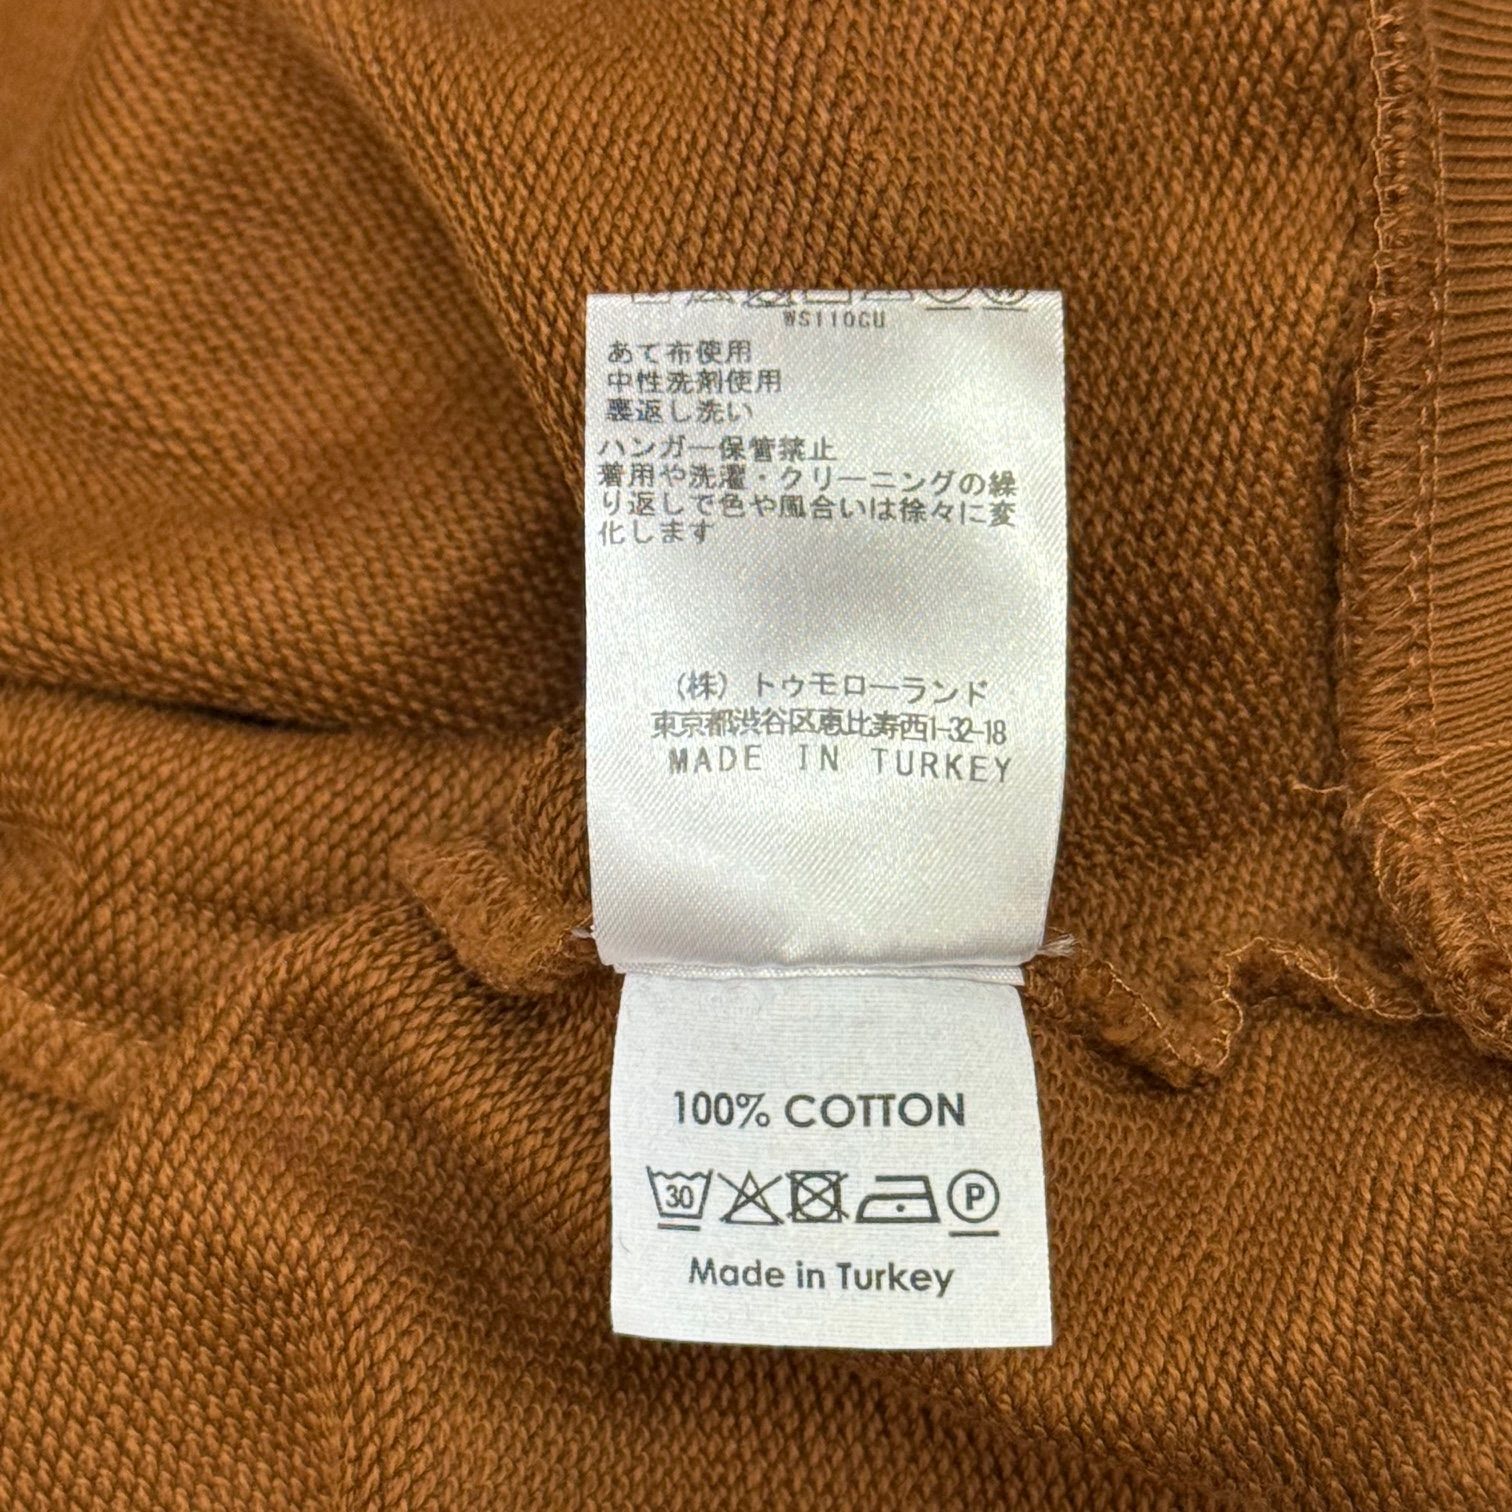 WS110GU
あて布使用
中性洗剤使用
裏返し洗い
ハンガー保管禁止
着用や洗濯・クリーニングの繰
り返しで色や風合いは徐々に変
化します
(株)トゥモローランド
東京都渋谷区恵比寿西1-32-18
MADE IN TURKEY
100% COTTON
30
P
Made in Turkey